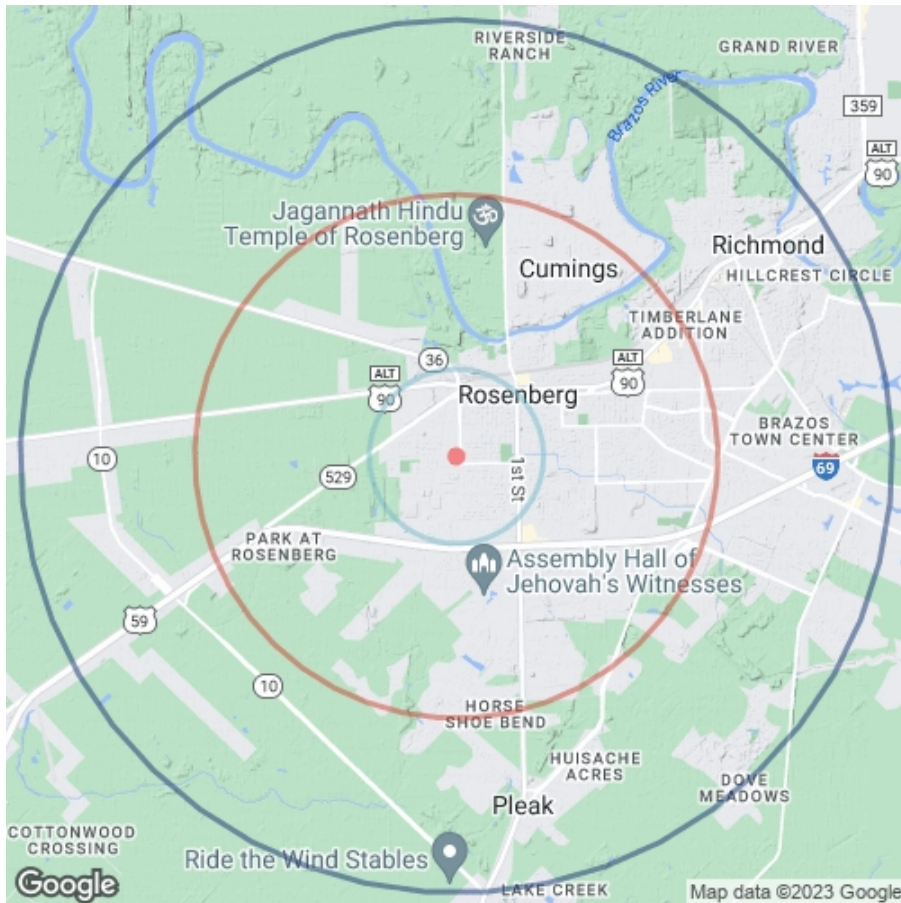 RIVERSIDE
RANCH
GRAND RIVER
Brazos River
359
ALT
90
Jagannath Hindu
Temple of Rosenberg
Cumings
Richmond
HILLCREST CIRCLE
TIMBERLANE
ADDITION
36
ALT
90
ALT
90
Rosenberg
BRAZOS
TOWN CENTER
10
529
1st St
69
PARK AT
ROSENBERG
Assembly Hall of
Jehovah's Witnesses
59
10
HORSE
SHOE BEND
HUISACHE
ACRES
DOVE
MEADOWS
Pleak
COTTONWOOD
CROSSING
Ride the Wind Stables
Google
LAKE CREEK
Map data ©2023 Google